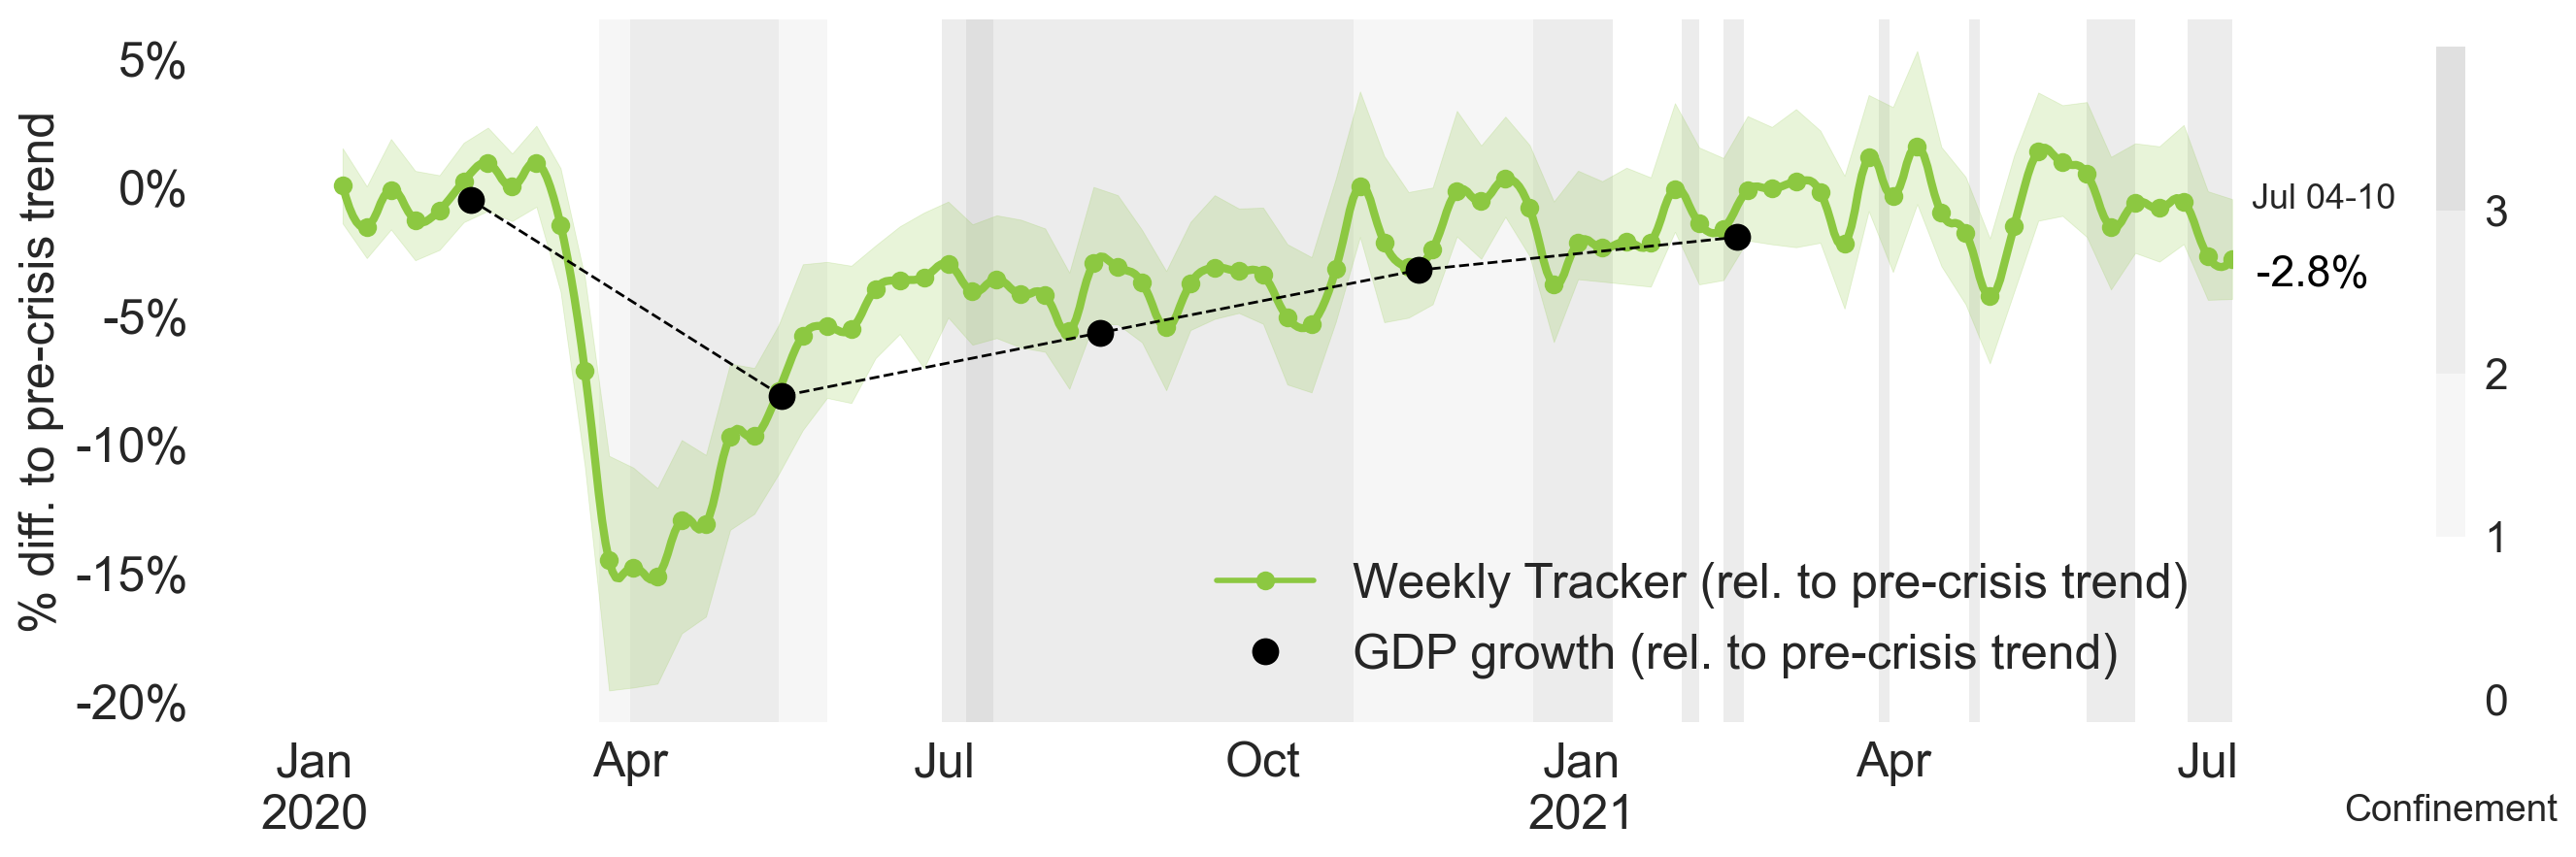 % diff. to pre-crisis trend
5%
0%
-5%
-10%
-15%
-20%
Jan
2020
Apr
Jul
Oct
Jan
2021
Apr
Jul
Weekly Tracker (rel. to pre-crisis trend)
GDP growth (rel. to pre-crisis trend)
Jul 04-10
-2.8%
3
2
1
0
Confinement